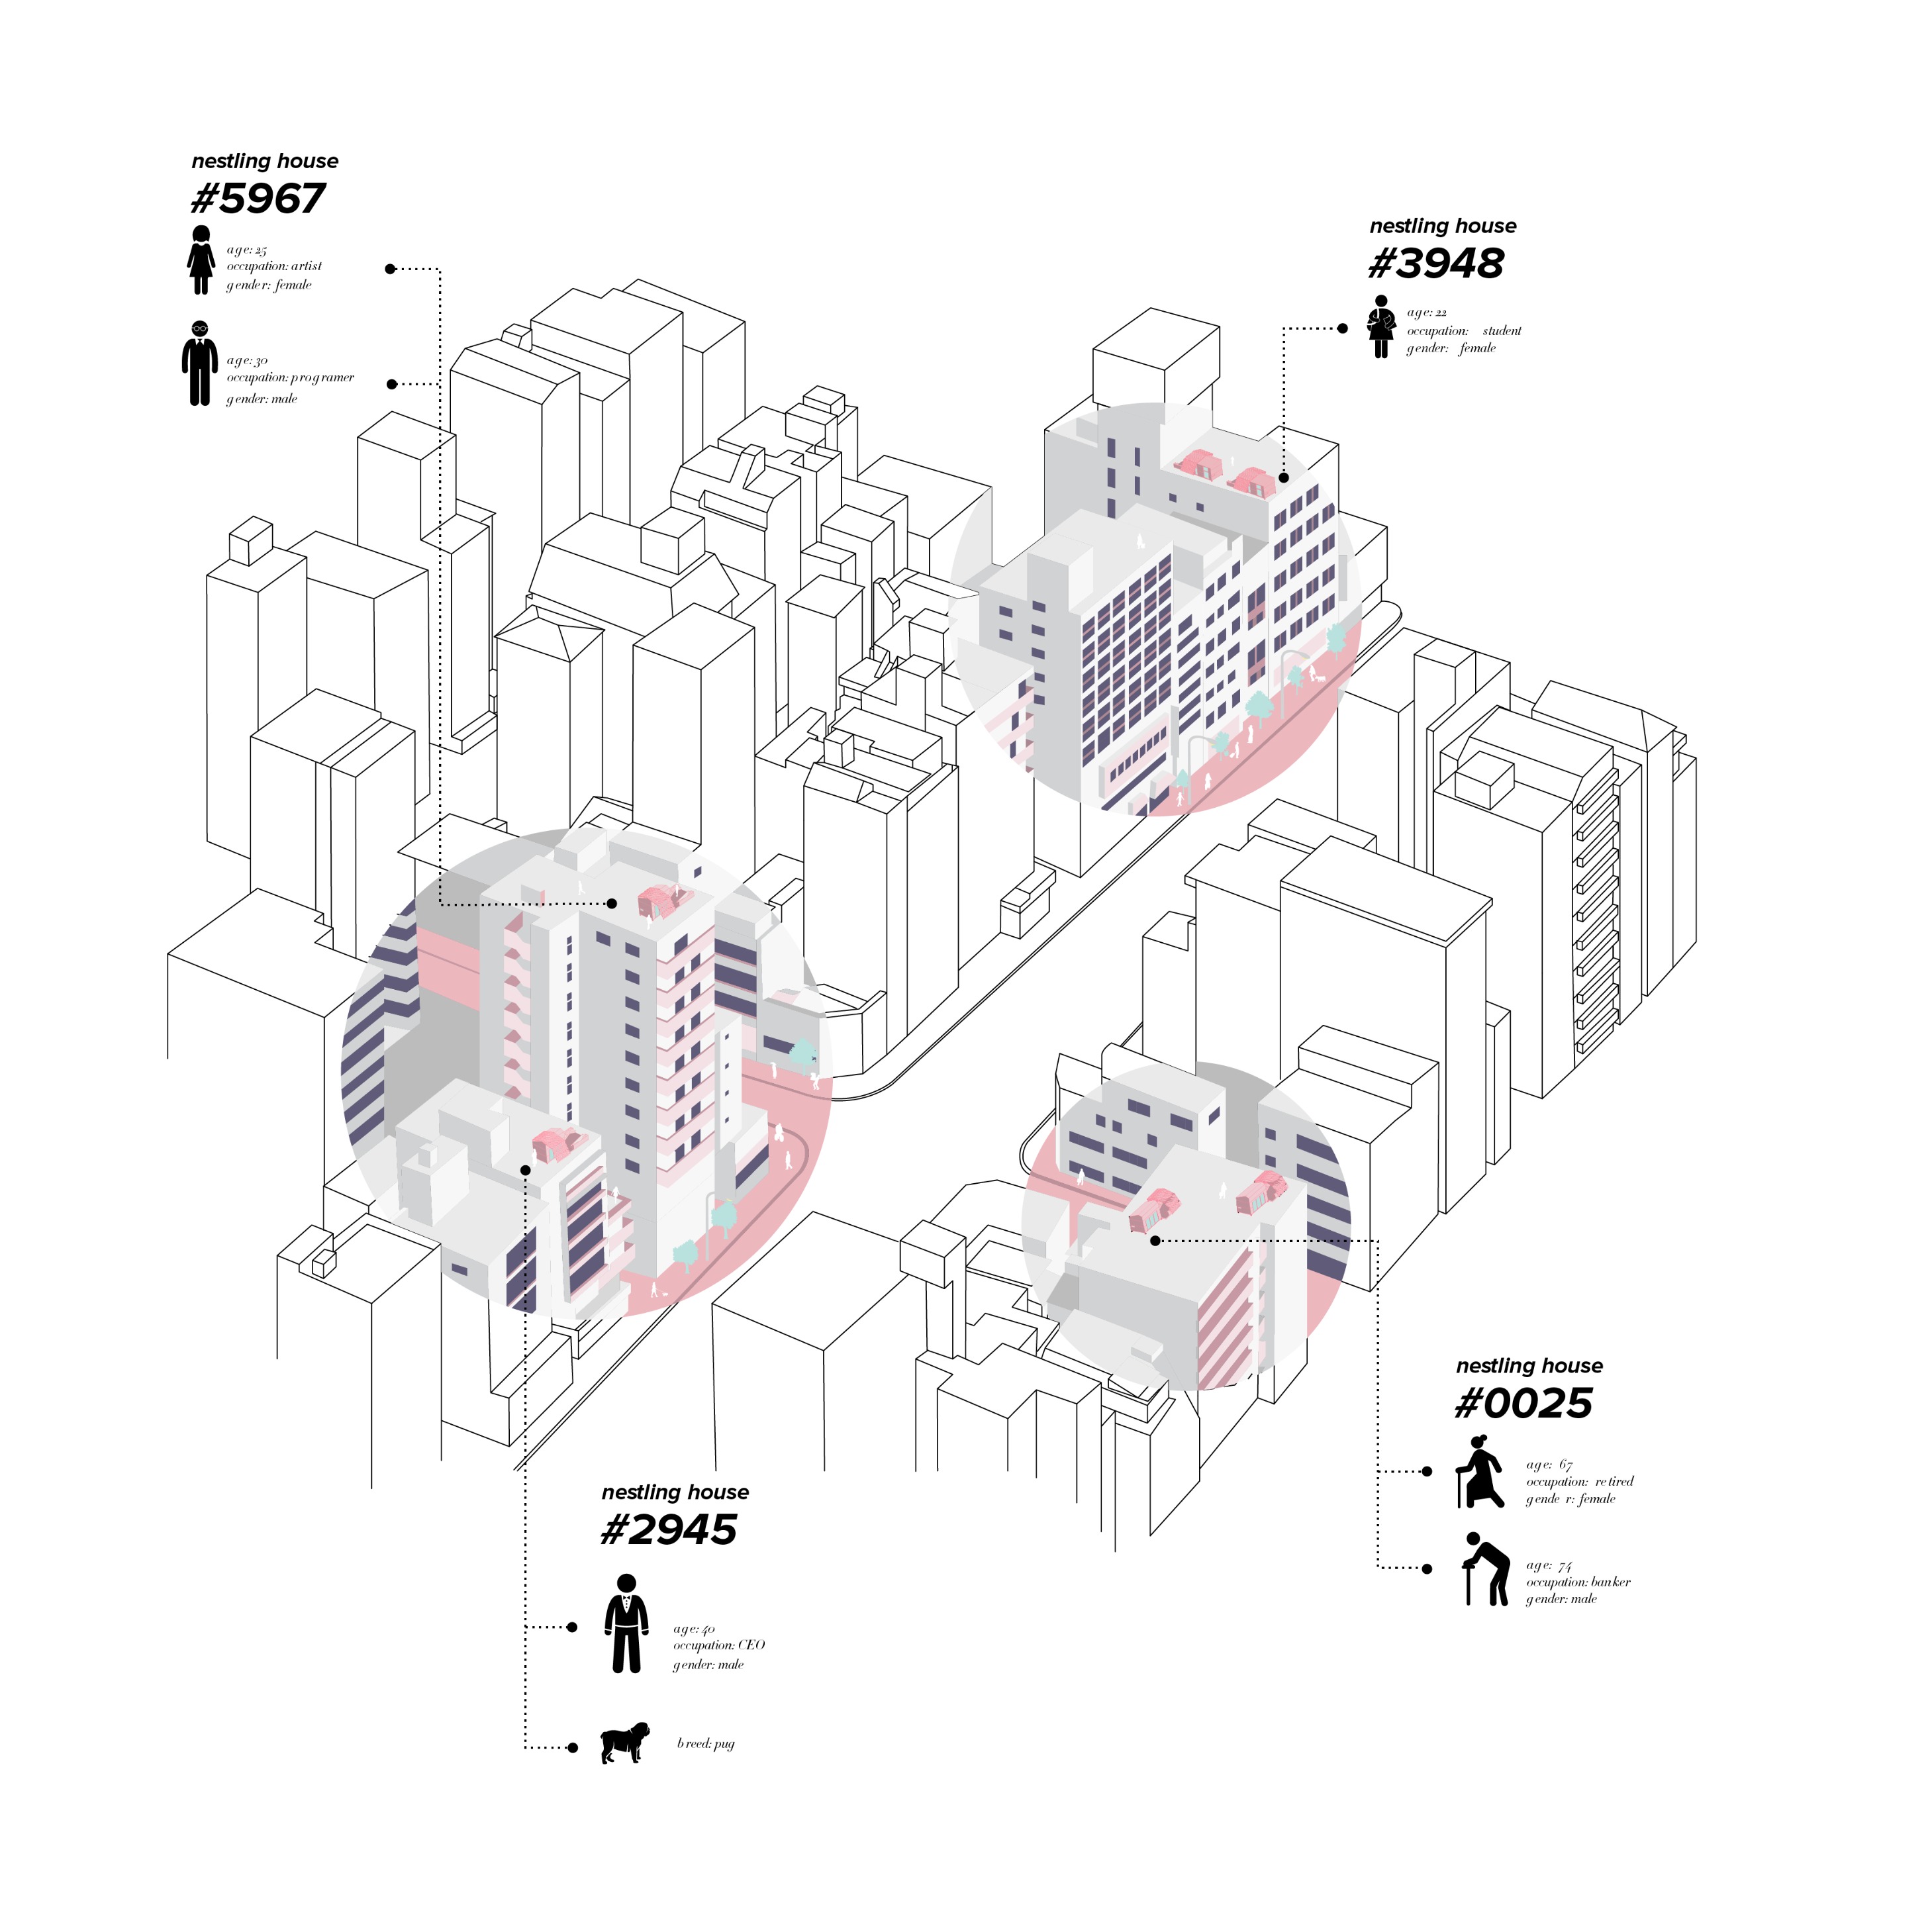 nestling house
#5967
age: 25
occupation: artist
gender: female
age: 30
occupation: programer
gender: male
nestling house
#3948
age: 22
occupation: student
gender: female
nestling house
#0025
age: 67
occupation: retired
gender: female
age: 74
occupation: banker
gender: male
nestling house
#2945
age: 40
occupation: CEO
gender: male
breed: pug